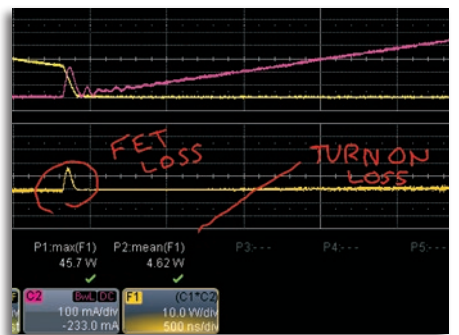 FET
LOSS
TURN ON
LOSS
P1:max(F1) P2:mean(F1) P3:--- P4:--- P5:---
45.7 W 4.62 W
C2 BwL DC F1 (C1*C2)
100 mA/div 10.0 W/div
-233.0 mA 500 ns/div